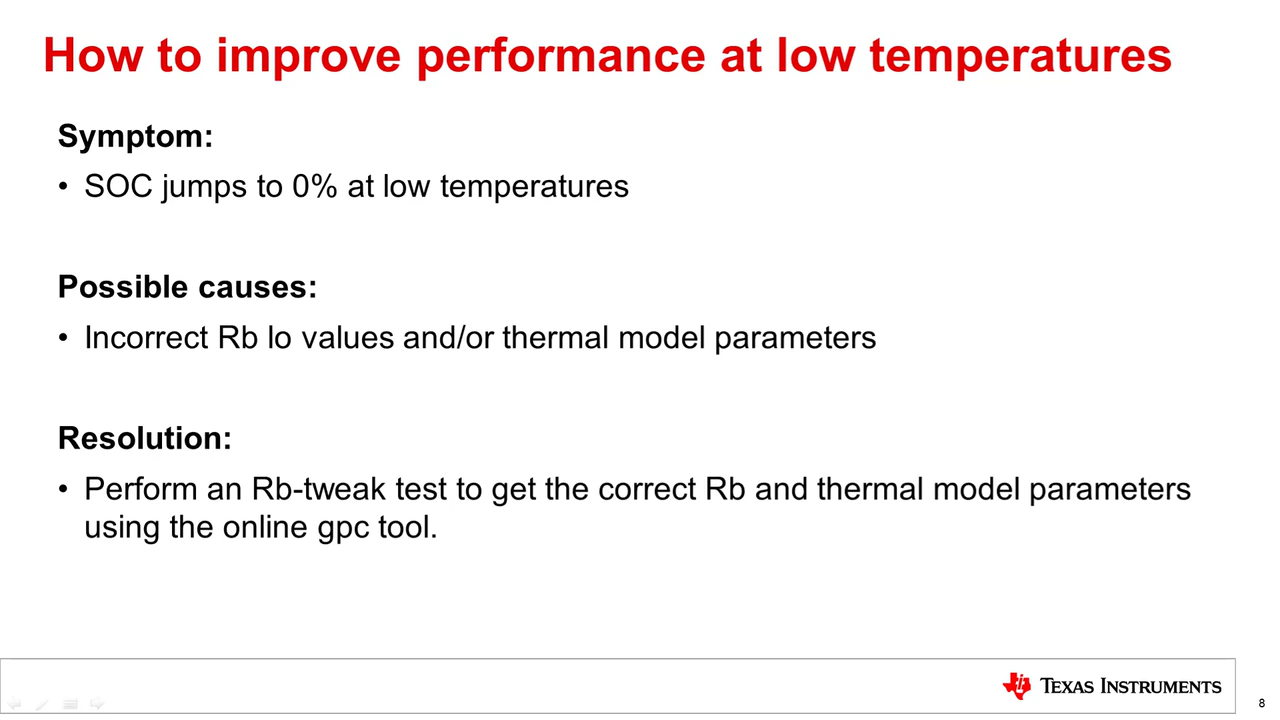 How to improve performance at low temperatures
Symptom:
• SOC jumps to 0% at low temperatures
Possible causes:
• Incorrect Rb lo values and/or thermal model parameters
Resolution:
• Perform an Rb-tweak test to get the correct Rb and thermal model parameters
using the online gpc tool.
TEXAS INSTRUMENTS
8